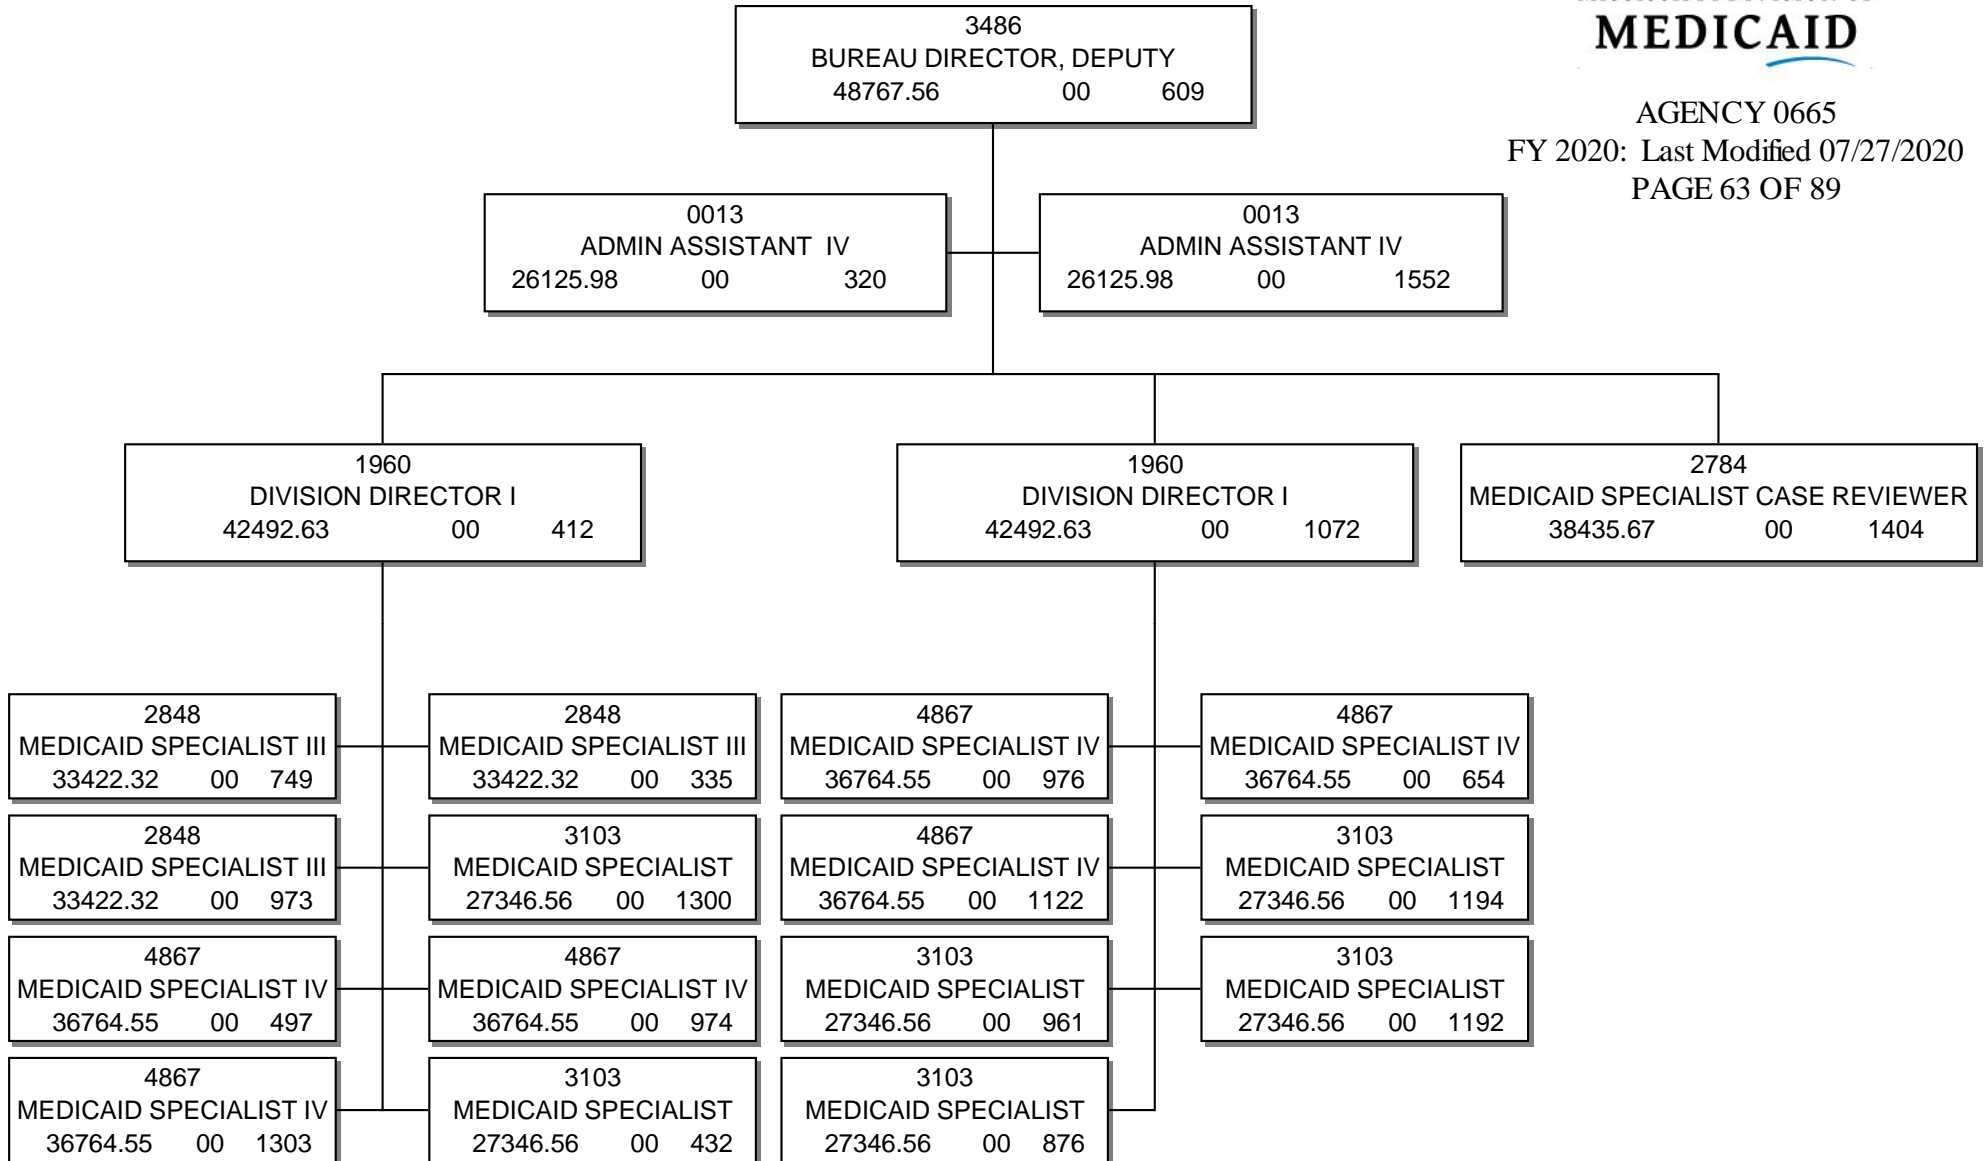 MEDICAID
AGENCY 0665
FY 2020: Last Modified 07/27/2020
PAGE 63 OF 89
3486
BUREAU DIRECTOR, DEPUTY
48767.56 00 609
0013
ADMIN ASSISTANT IV
26125.98 00 320
0013
ADMIN ASSISTANT IV
26125.98 00 1552
1960
DIVISION DIRECTOR I
42492.63 00 412
1960
DIVISION DIRECTOR I
42492.63 00 1072
2784
MEDICAID SPECIALIST CASE REVIEWER
38435.67 00 1404
2848
MEDICAID SPECIALIST III
33422.32 00 749
2848
MEDICAID SPECIALIST III
33422.32 00 335
4867
MEDICAID SPECIALIST IV
36764.55 00 976
4867
MEDICAID SPECIALIST IV
36764.55 00 654
2848
MEDICAID SPECIALIST III
33422.32 00 973
3103
MEDICAID SPECIALIST
27346.56 00 1300
4867
MEDICAID SPECIALIST IV
36764.55 00 1122
3103
MEDICAID SPECIALIST
27346.56 00 1194
4867
MEDICAID SPECIALIST IV
36764.55 00 497
4867
MEDICAID SPECIALIST IV
36764.55 00 974
3103
MEDICAID SPECIALIST
27346.56 00 961
3103
MEDICAID SPECIALIST
27346.56 00 1192
4867
MEDICAID SPECIALIST IV
36764.55 00 1303
3103
MEDICAID SPECIALIST
27346.56 00 432
3103
MEDICAID SPECIALIST
27346.56 00 876